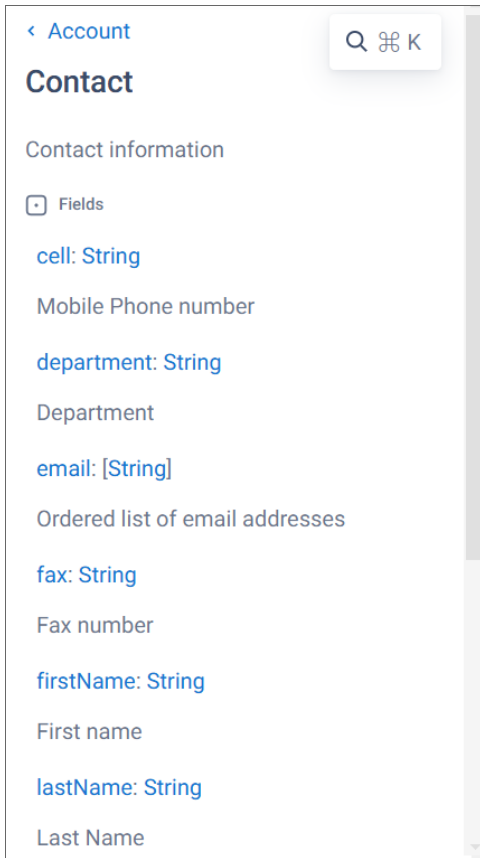 Account
⌘ K
Contact
Contact information
Fields
cell: String
Mobile Phone number
department: String
Department
email: [String]
Ordered list of email addresses
fax: String
Fax number
firstName: String
First name
lastName: String
Last Name